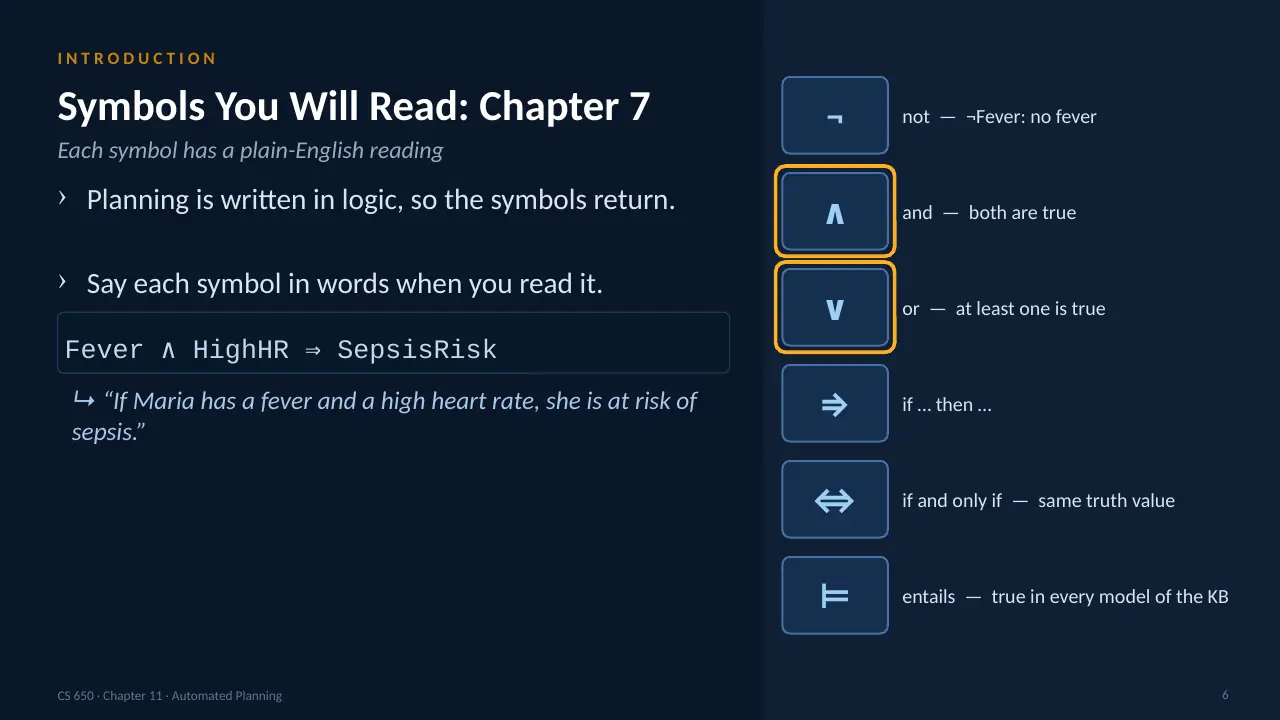 INTRODUCTION
Symbols You Will Read: Chapter 7
Each symbol has a plain-English reading
› Planning is written in logic, so the symbols return.
› Say each symbol in words when you read it.
Fever ∧ HighHR ⇒ SepsisRisk
↪ “If Maria has a fever and a high heart rate, she is at risk of
sepsis.”
¬ not — ¬Fever: no fever
∧ and — both are true
∨ or — at least one is true
⇒ if … then …
⇔ if and only if — same truth value
⊨ entails — true in every model of the KB
CS 650 · Chapter 11 · Automated Planning
6